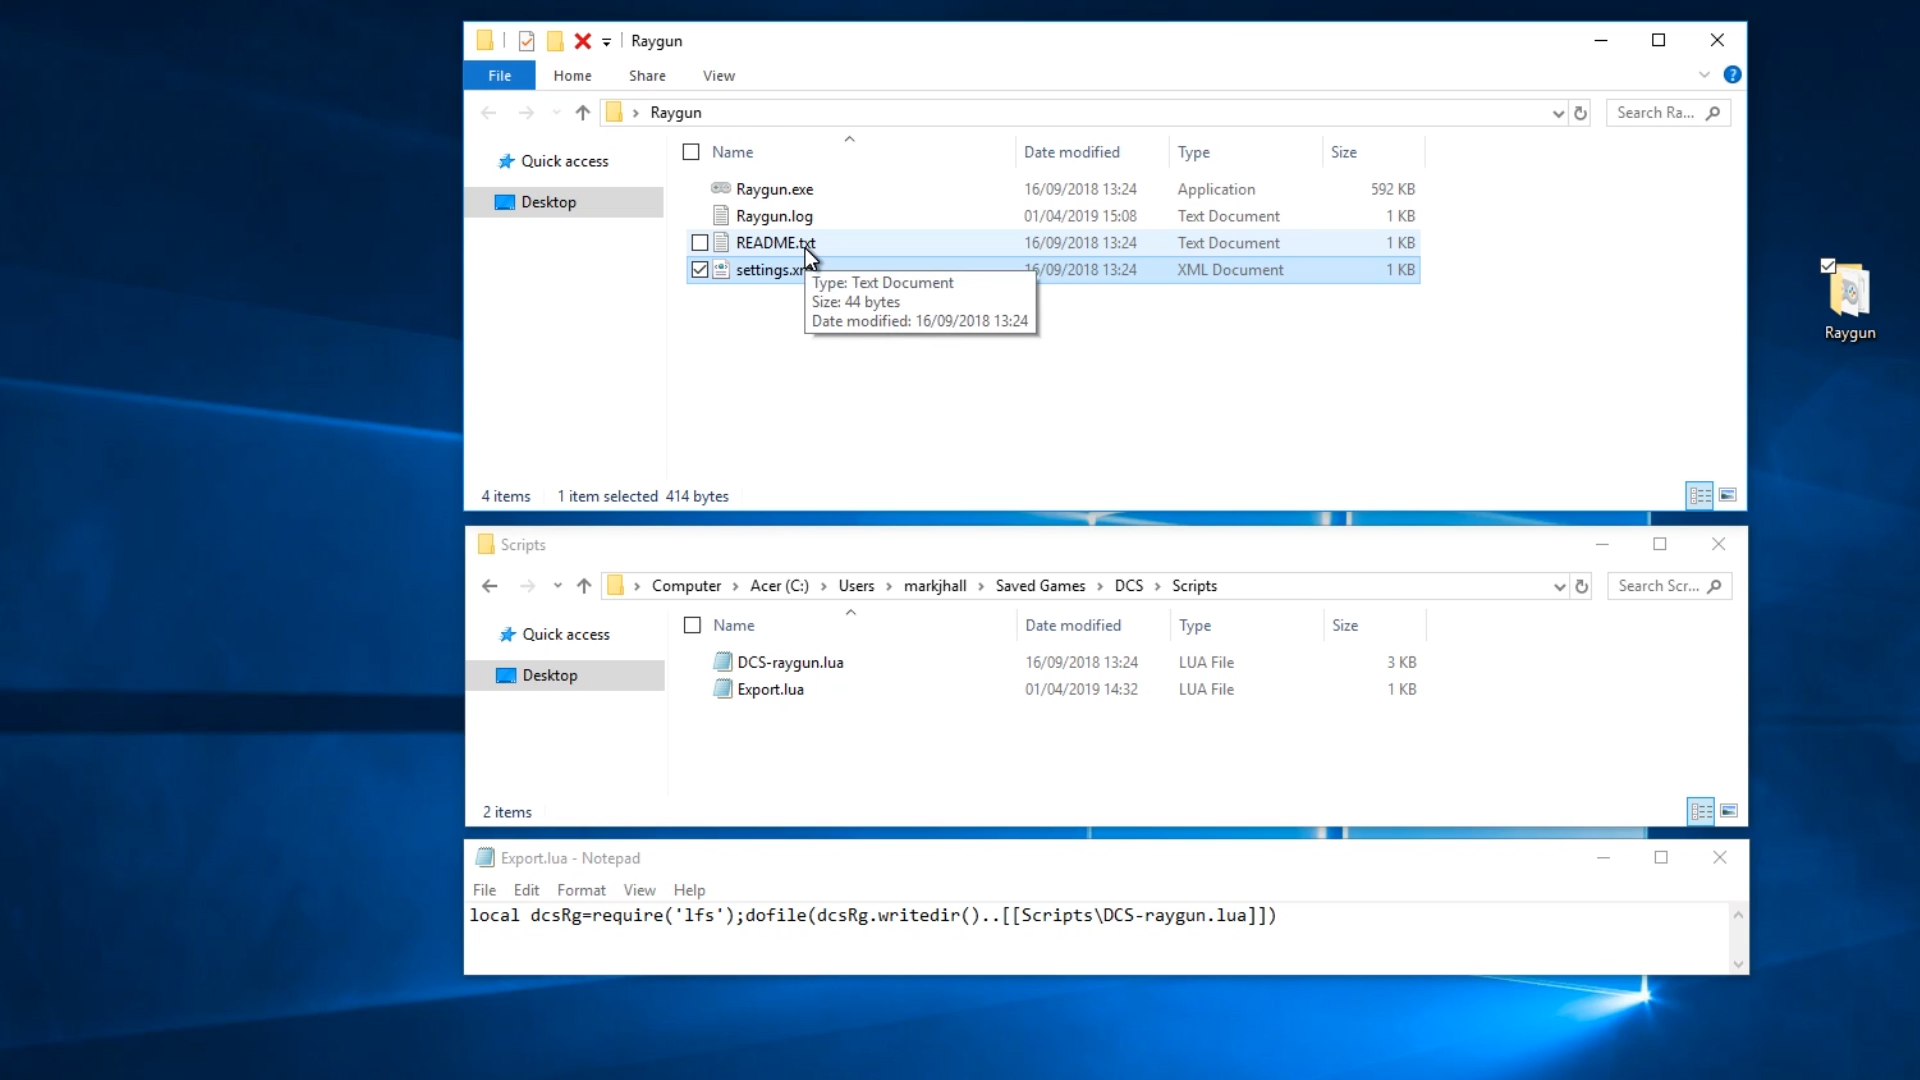 Raygun
File Home Share View
Raygun Search Ra...
Name Date modified Type Size
Quick access
Desktop
Raygun.exe 16/09/2018 13:24 Application 592 KB
Raygun.log 01/04/2019 15:08 Text Document 1 KB
README.txt 16/09/2018 13:24 Text Document 1 KB
settings.xm 16/09/2018 13:24 XML Document 1 KB
Type: Text Document
Size: 44 bytes
Date modified: 16/09/2018 13:24
Raygun
4 items 1 item selected 414 bytes
Scripts
Computer Acer (C:) Users markjhall Saved Games DCS Scripts Search Scr...
Name Date modified Type Size
Quick access
Desktop
DCS-raygun.lua 16/09/2018 13:24 LUA File 3 KB
Export.lua 01/04/2019 14:32 LUA File 1 KB
2 items
Export.lua - Notepad
File Edit Format View Help
local dcsRg=require('lfs');dofile(dcsRg.writedir()..[[Scripts\DCS-raygun.lua]])